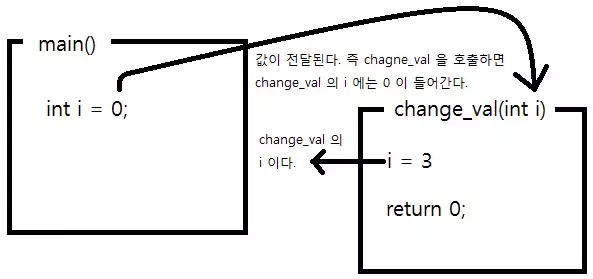 main()
int i = 0;
값이 전달된다. 즉 chagne_val 을 호출하면
change_val 의 i 에는 0 이 들어간다.
change_val(int i)
change_val 의
i 이다.
i = 3
return 0;